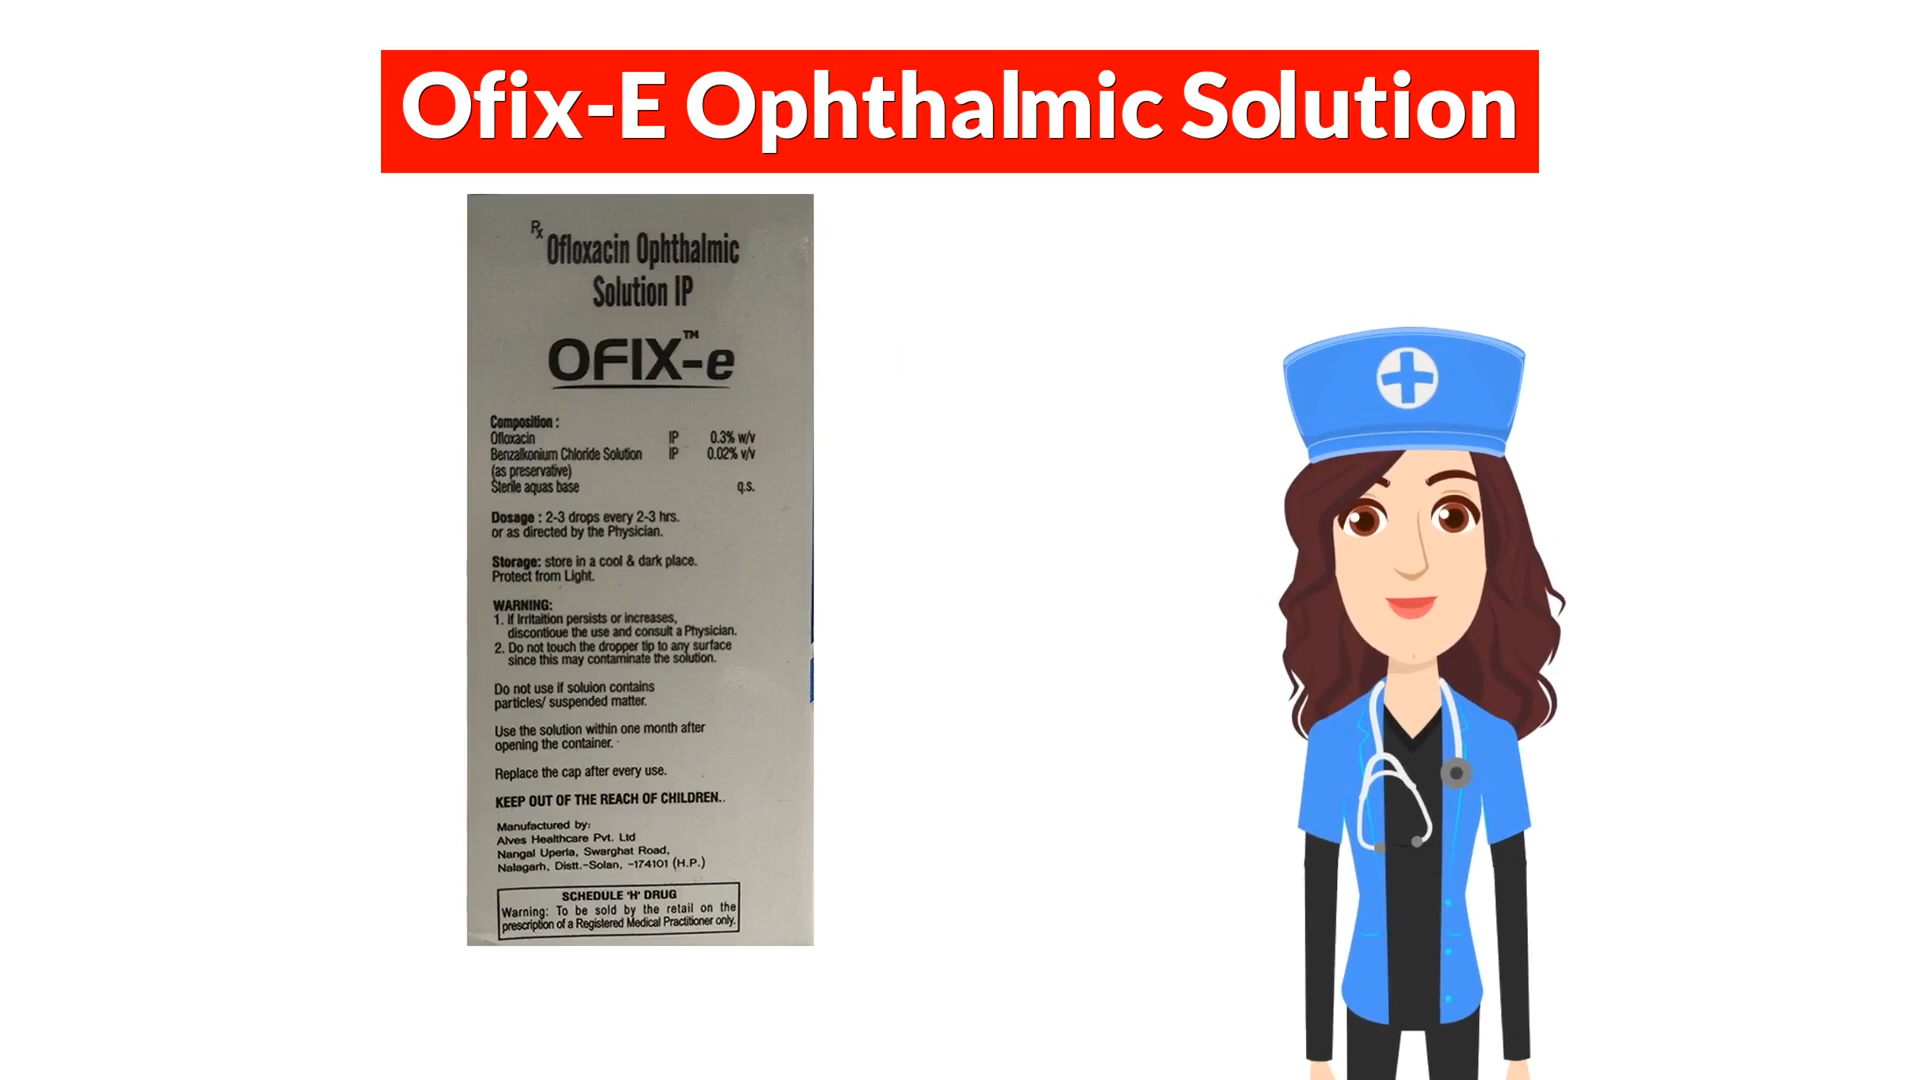 Ofix-E Ophthalmic Solution
Rx
Ofloxacin Ophthalmic
Solution IP
OFIX-e™
Composition :
Ofloxacin IP 0.3% w/v
Benzalkonium Chloride Solution IP 0.02% v/v
(as preservative)
Sterile aquas base q.s.
Dosage : 2-3 drops every 2-3 hrs.
or as directed by the Physician.
Storage: store in a cool & dark place.
Protect from Light.
WARNING:
1. If Irritaition persists or increases,
discontioue the use and consult a Physician.
2. Do not touch the dropper tip to any surface
since this may contaminate the solution.
Do not use if soluion contains
particles/ suspended matter.
Use the solution within one month after
opening the container.
Replace the cap after every use.
KEEP OUT OF THE REACH OF CHILDREN..
Manufactured by:
Alves Healthcare Pvt. Ltd
Nangal Uperla, Swarghat Road,
Nalagarh, Distt.-Solan, -174101 (H.P.)
SCHEDULE 'H' DRUG
Warning: To be sold by the retail on the
prescription of a Registered Medical Practitioner only.